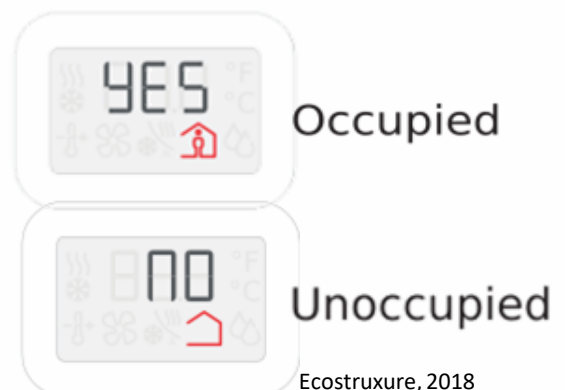 YES
°F
°C
Occupied
NO
°F
°C
Unoccupied
Ecostruxure, 2018